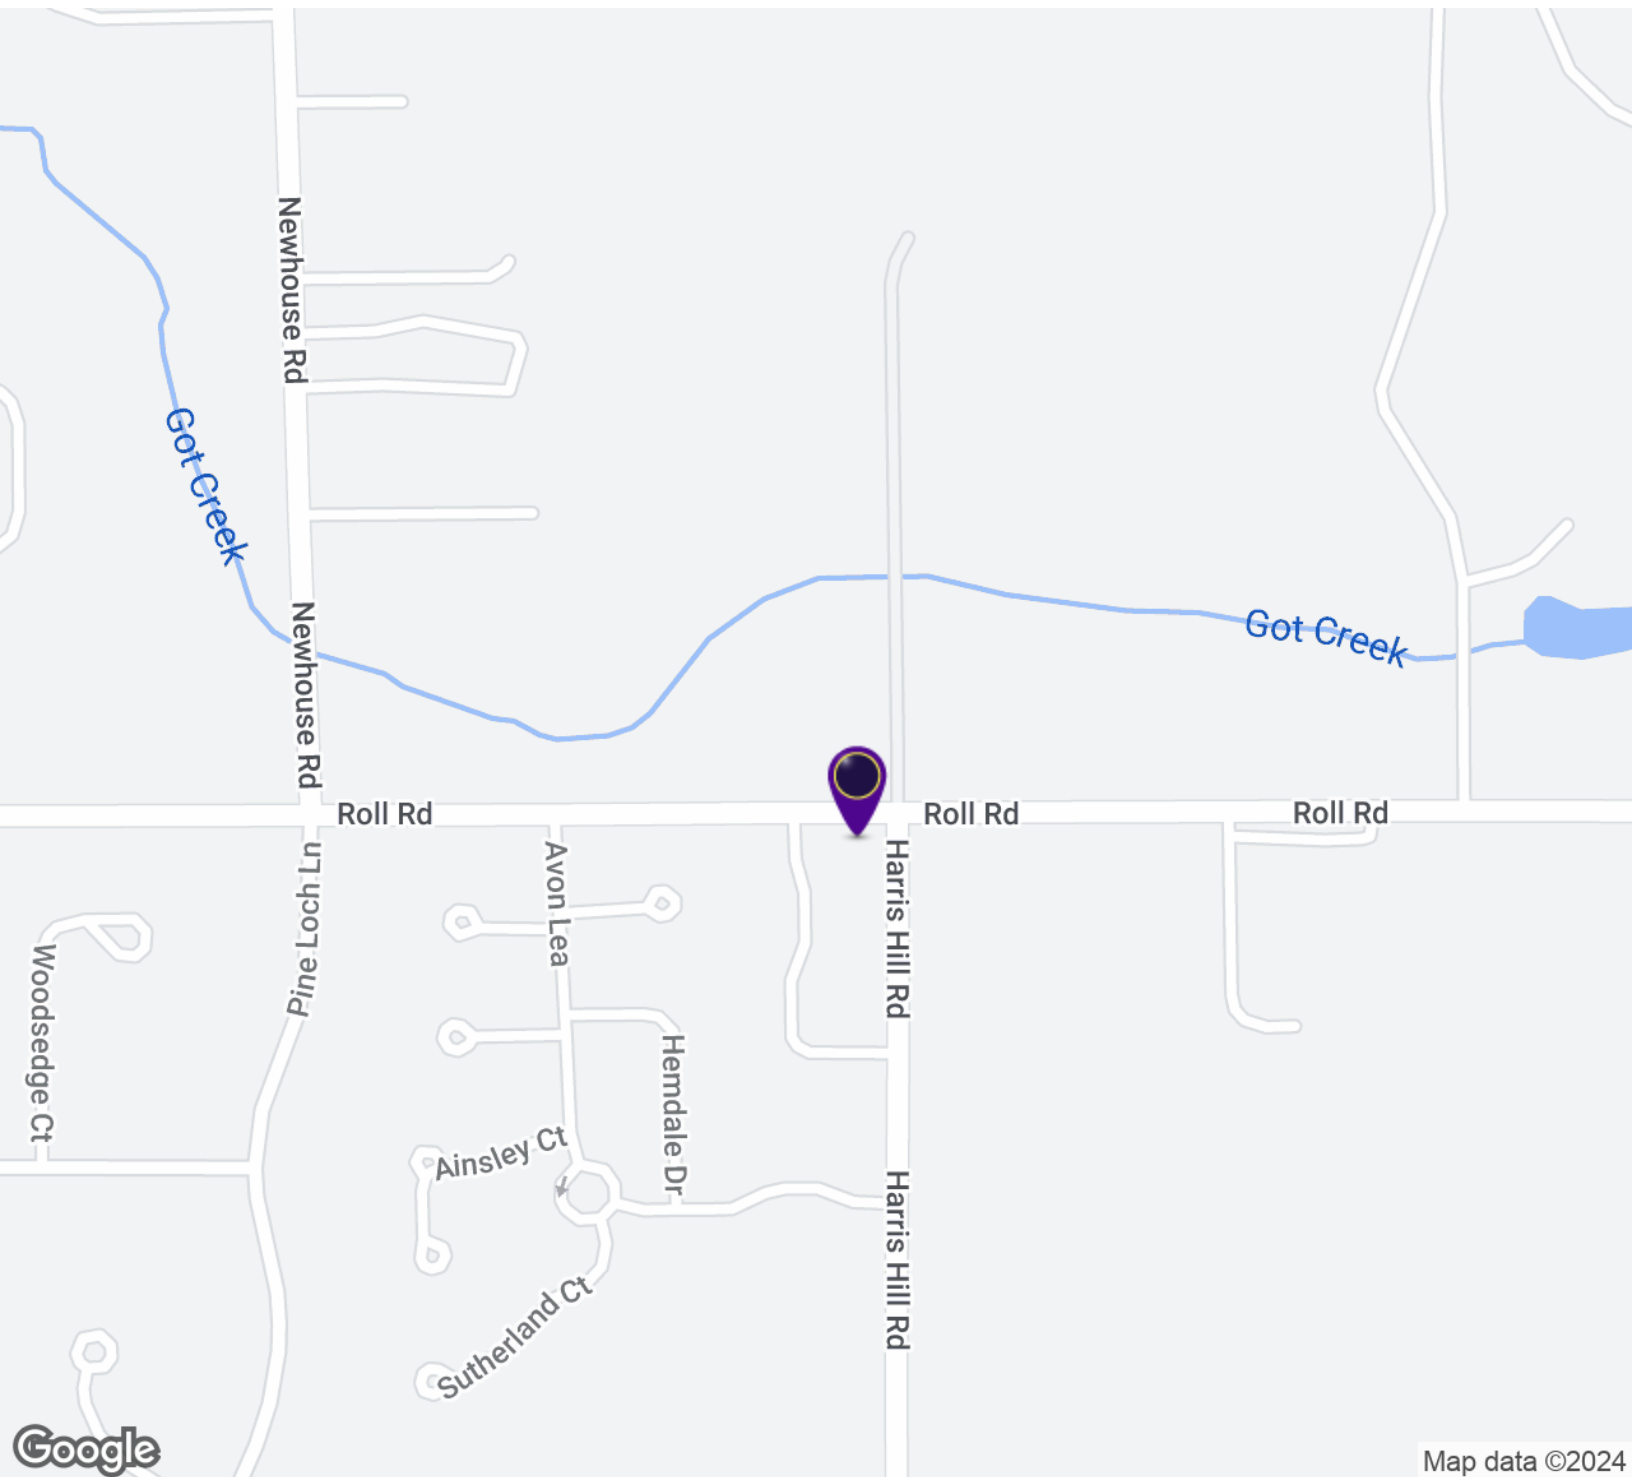 Newhouse Rd
Got Creek
Newhouse Rd
Got Creek
Roll Rd
Roll Rd
Roll Rd
Pine Loch Ln
Avon Lea
Harris Hill Rd
Woodsedge Ct
Hemdale Dr
Ainsley Ct
Harris Hill Rd
Sutherland Ct
Google
Map data ©2024